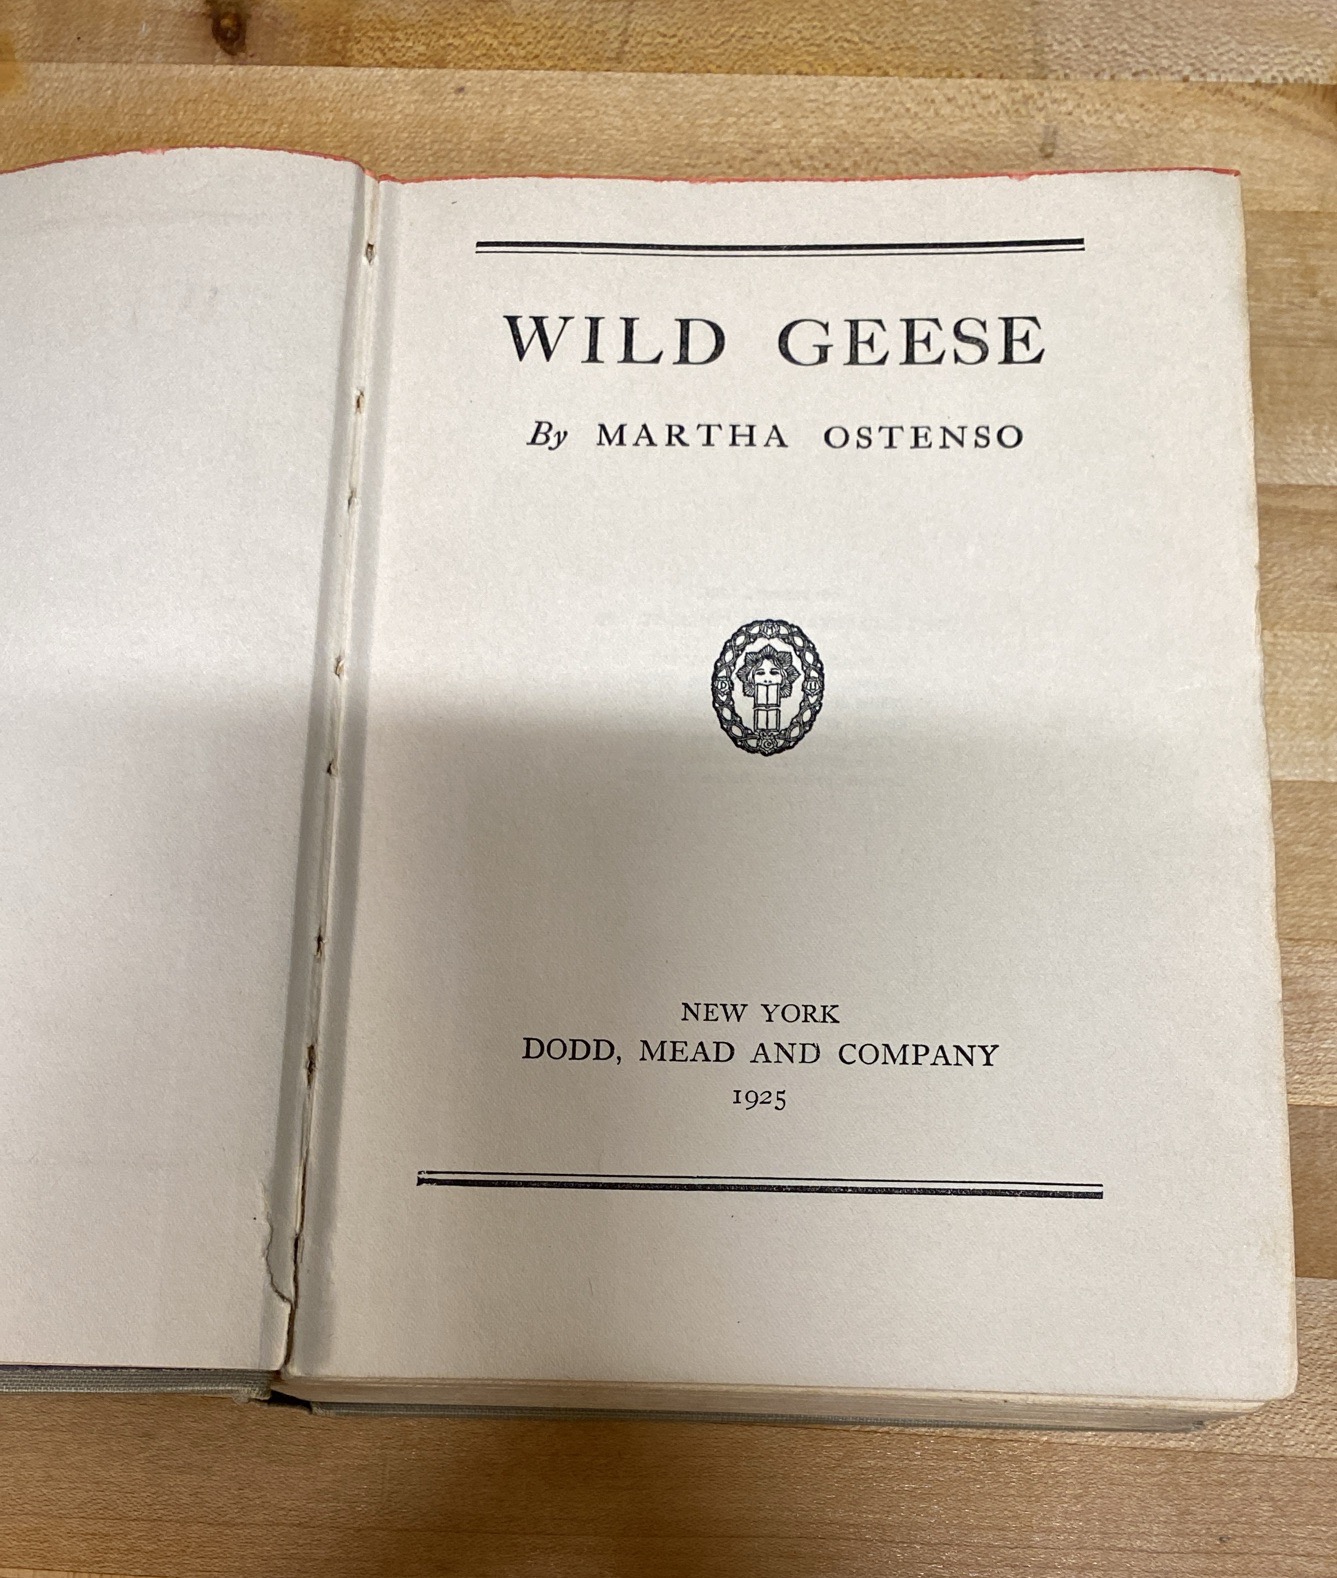 WILD GEESE
By MARTHA OSTENSO
NEW YORK
DODD, MEAD AND COMPANY
1925